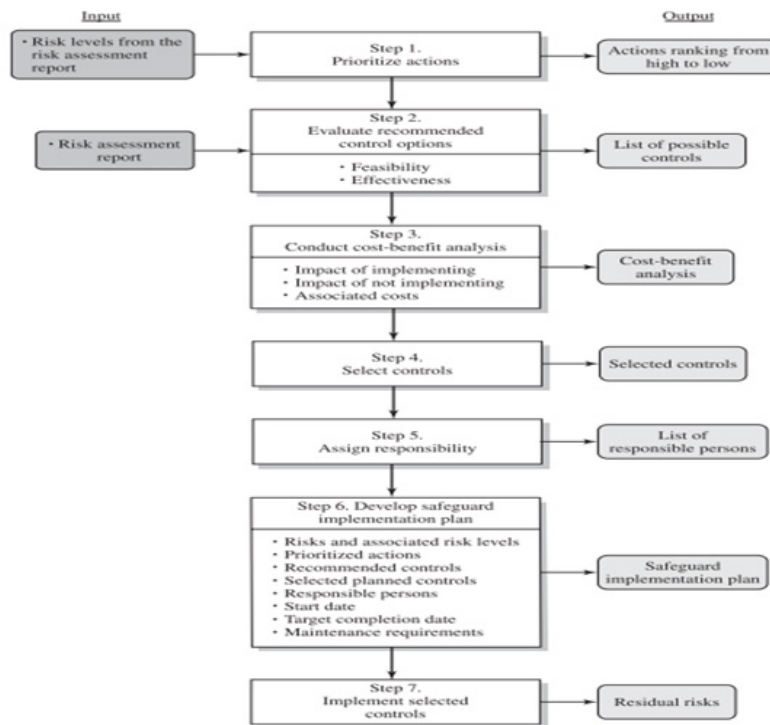 Input
Output
• Risk levels from the
risk assessment
report
Step 1.
Prioritize actions
Actions ranking from
high to low
• Risk assessment
report
Step 2.
Evaluate recommended
control options
• Feasibility
• Effectiveness
List of possible
controls
Step 3.
Conduct cost-benefit analysis
• Impact of implementing
• Impact of not implementing
• Associated costs
Cost-benefit
analysis
Step 4.
Select controls
Selected controls
Step 5.
Assign responsibility
List of
responsible persons
Step 6. Develop safeguard
implementation plan
• Risks and associated risk levels
• Prioritized actions
• Recommended controls
• Selected planned controls
• Responsible persons
• Start date
• Target completion date
• Maintenance requirements
Safeguard
implementation plan
Step 7.
Implement selected
controls
Residual risks